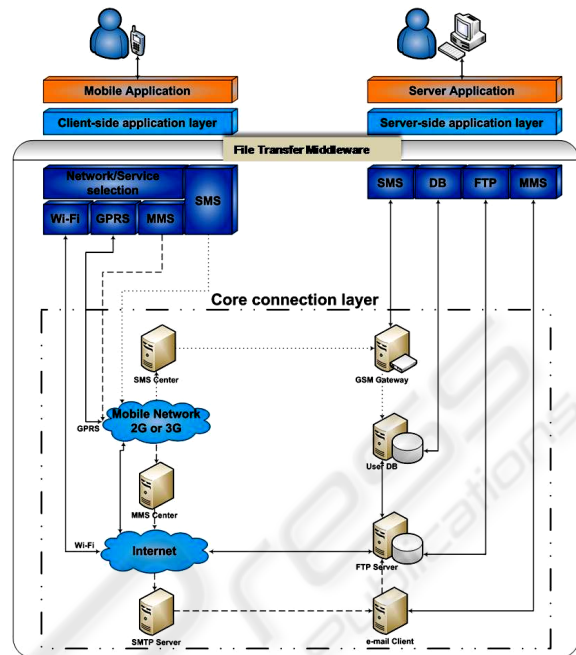 Mobile Application
Server Application
Client-side application layer
Server-side application layer
File Transfer Middleware
Network/Service
selection
SMS
Wi-Fi
GPRS
MMS
SMS
DB
FTP
MMS
Core connection layer
SMS Center
GSM Gateway
Mobile Network
2G or 3G
GPRS
User DB
MMS Center
Wi-Fi
Internet
FTP Server
SMTP Server
e-mail Client
Press
Publications